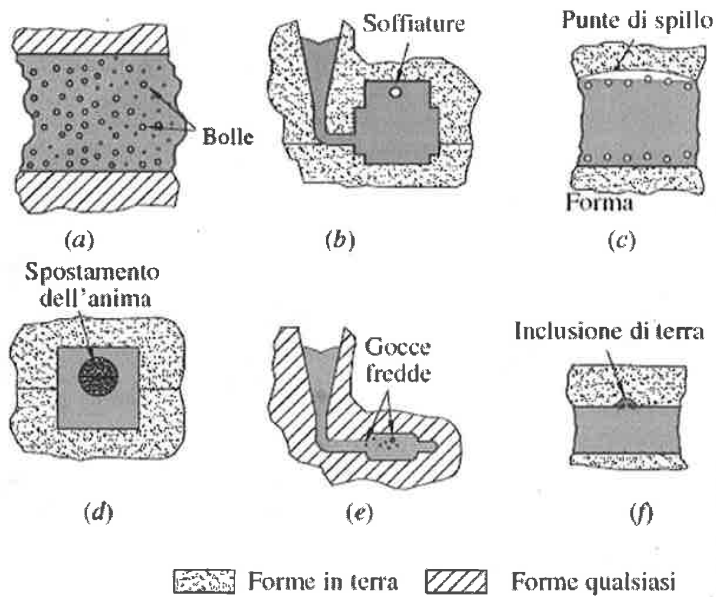 Bolle
(a)
Soffiature
(b)
Punte di spillo
Forma
(c)
Spostamento
dell'anima
(d)
Gocce
fredde
(e)
Inclusione di terra
(f)
Forme in terra
Forme qualsiasi